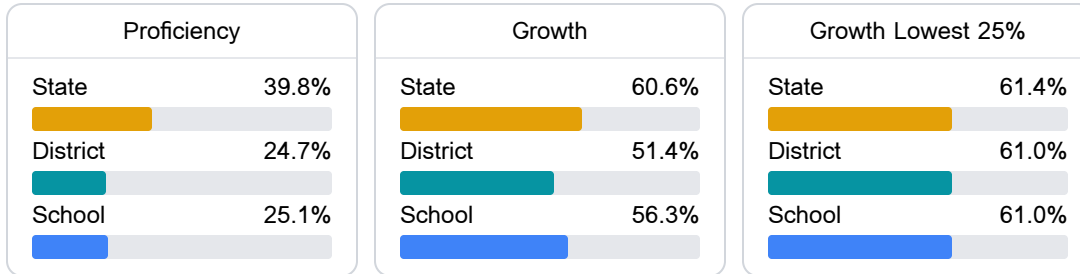 Proficiency
State 39.8%
District 24.7%
School 25.1%
Growth
State 60.6%
District 51.4%
School 56.3%
Growth Lowest 25%
State 61.4%
District 61.0%
School 61.0%